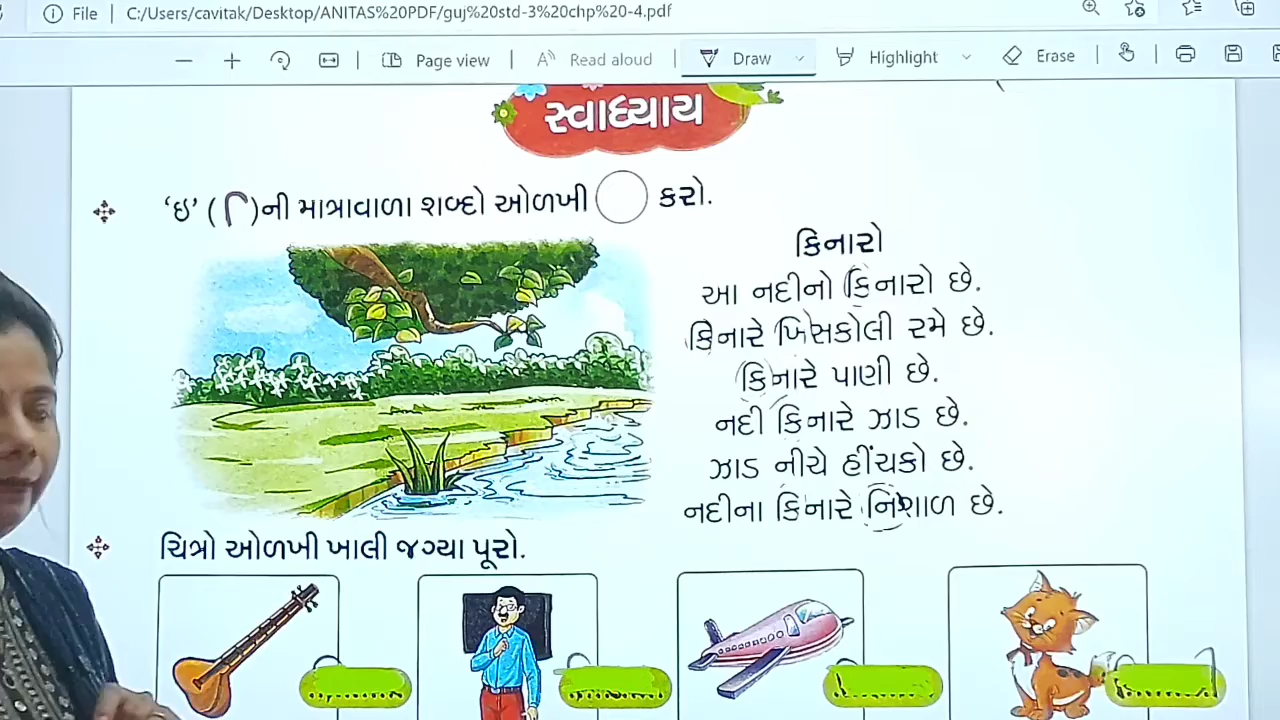 File | C:/Users/cavitak/Desktop/ANITAS%20PDF/guj%20std-3%20chp%20-4.pdf
Page view | Read aloud | Draw Highlight Erase
સ્વાધ્યાય
‘ઇ’ ( િ )ની માત્રાવાળા શબ્દો ઓળખી કરો.
કિનારો
આ નદીનો કિનારો છે.
કિનારે ખિસકોલી રમે છે.
કિનારે પાણી છે.
નદી કિનારે ઝાડ છે.
ઝાડ નીચે હીંચકો છે.
નદીના કિનારે નિશાળ છે.
ચિત્રો ઓળખી ખાલી જગ્યા પૂરો.